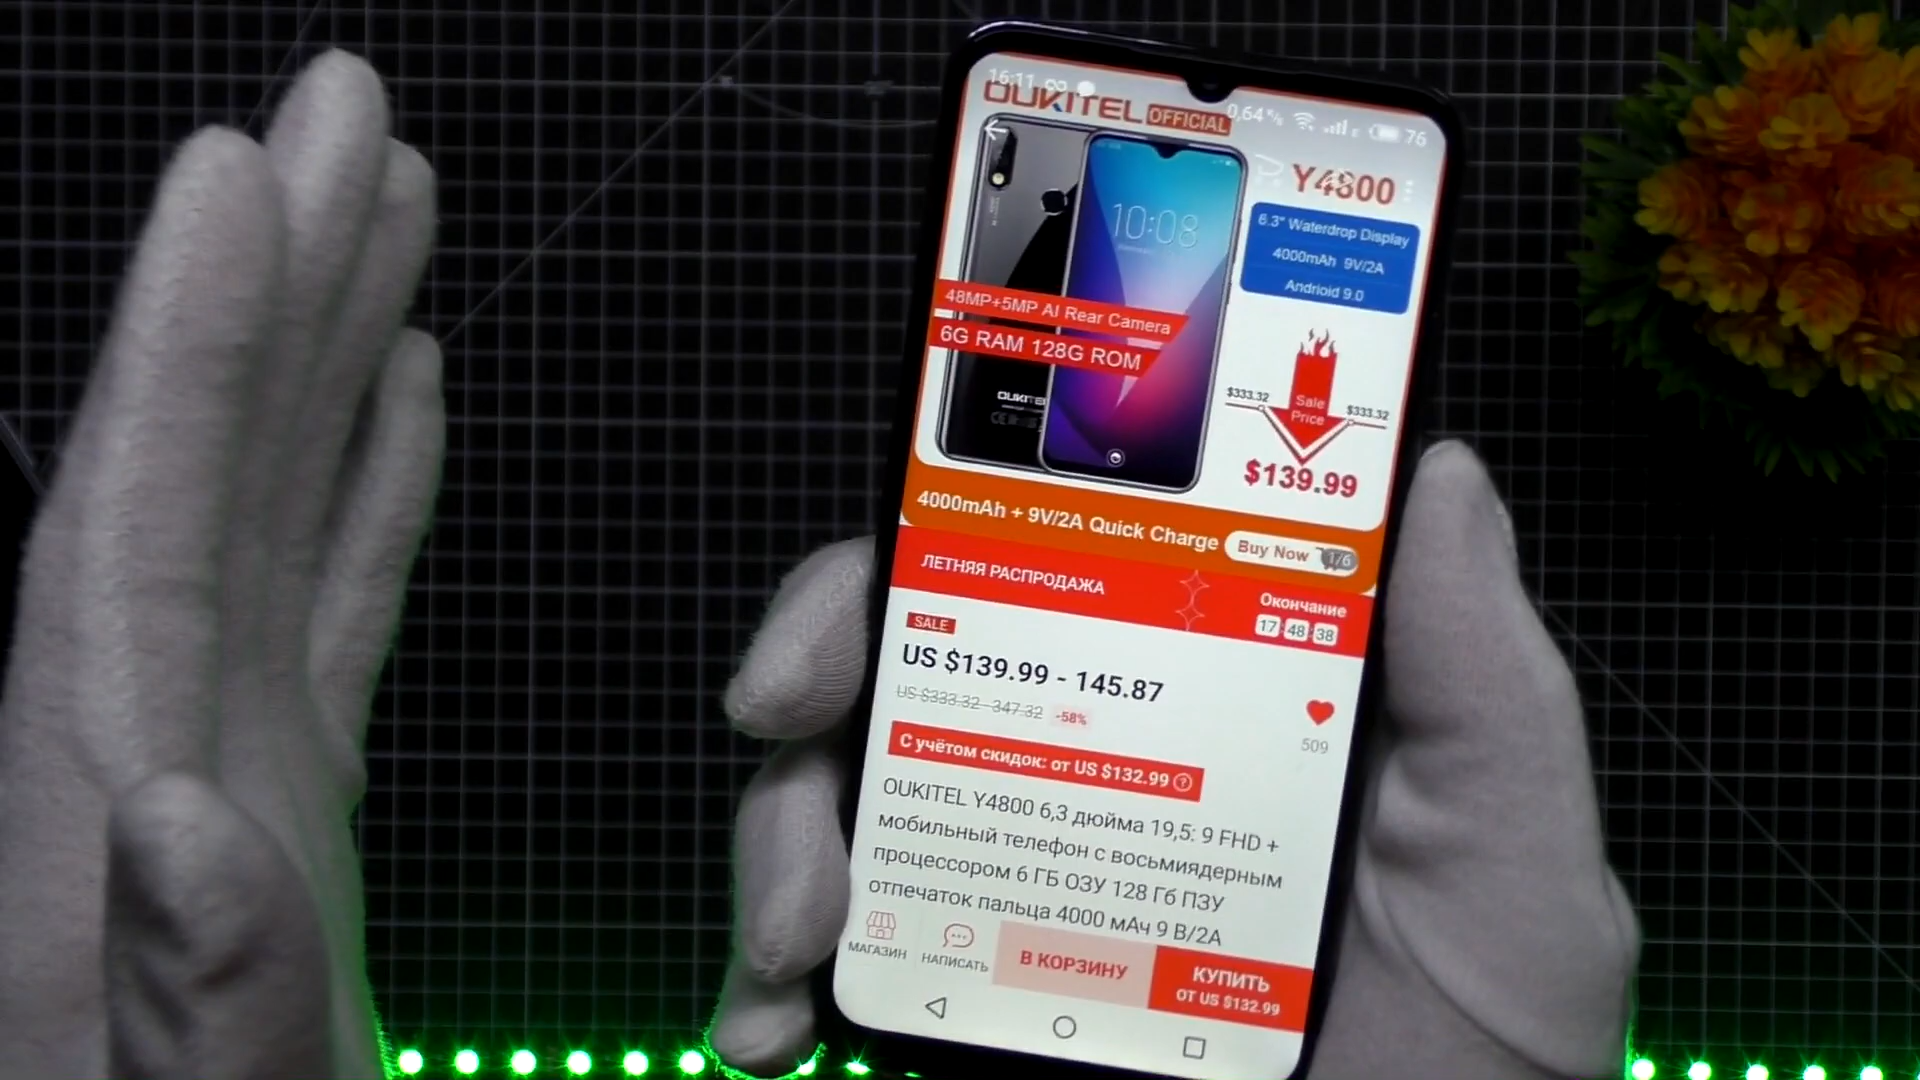 16:11
0,64 K/s
76
OUKITEL OFFICIAL
Y4800
10:08
6.3" Waterdrop Display
4000mAh 9V/2A
Andrioid 9.0
48MP+5MP AI Rear Camera
6G RAM 128G ROM
OUKITEL
$333.32
$333.32
Sale
Price
$139.99
4000mAh + 9V/2A Quick Charge
Buy Now
1/6
ЛЕТНЯЯ РАСПРОДАЖА
Окончание
17:48:38
SALE
US $139.99 - 145.87
US $333.32 - 347.32
-58%
509
С учётом скидок: от US $132.99
OUKITEL Y4800 6,3 дюйма 19,5: 9 FHD +
мобильный телефон с восьмиядерным
процессором 6 ГБ ОЗУ 128 Гб ПЗУ
отпечаток пальца 4000 мАч 9 В/2А
МАГАЗИН
НАПИСАТЬ
В КОРЗИНУ
КУПИТЬ
ОТ US $132.99